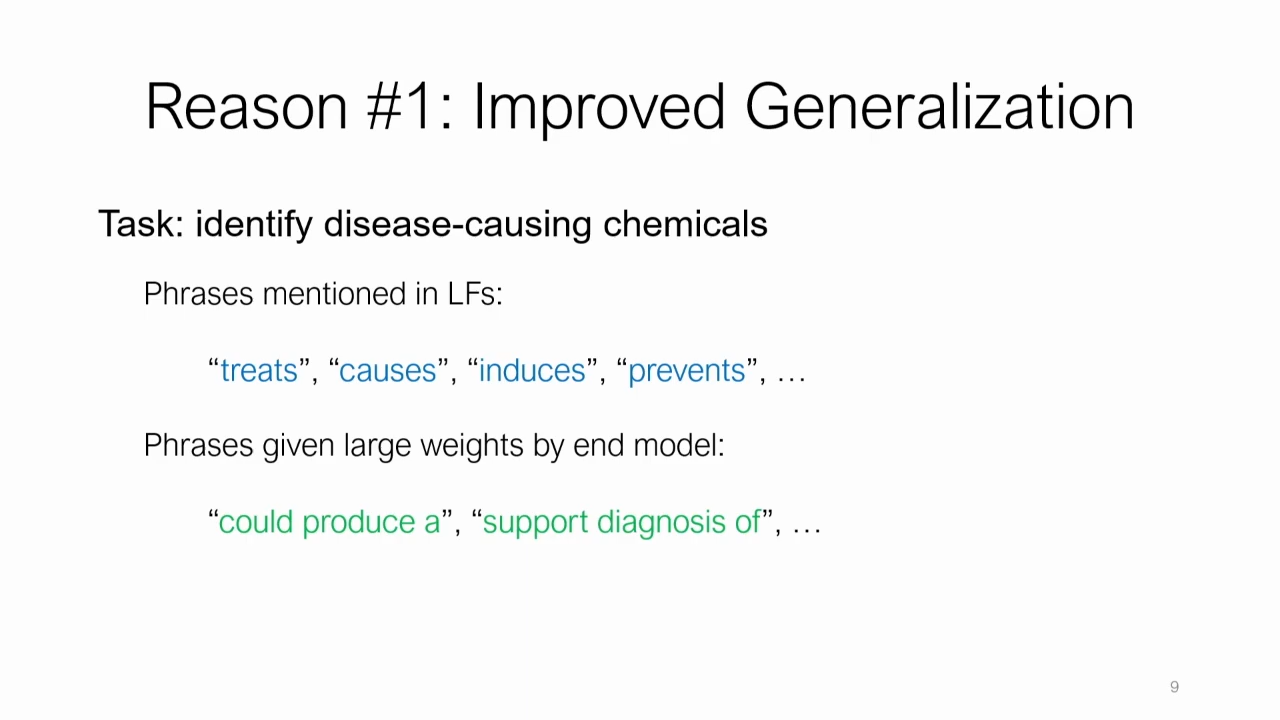 Reason #1: Improved Generalization
Task: identify disease-causing chemicals
Phrases mentioned in LFs:
“treats”, “causes”, “induces”, “prevents”, …
Phrases given large weights by end model:
“could produce a”, “support diagnosis of”, …
9